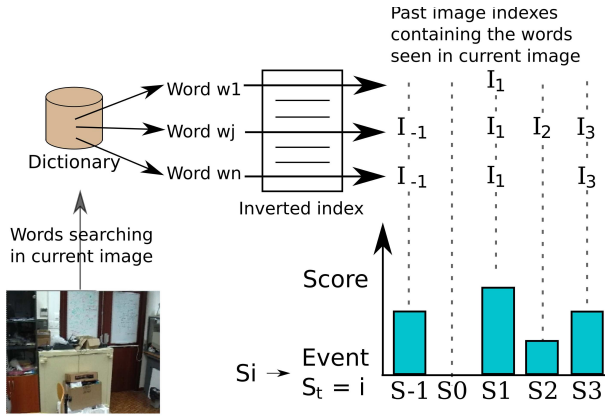 Past image indexes
containing the words
seen in current image
Word w1
I₁
Word wj
I₋₁ I₁ I₂ I₃
Dictionary
Word wn
I₋₁ I₁ I₃
Inverted index
Words searching
in current image
Score
Si → Event
Sₜ = i
S-1 S0 S1 S2 S3